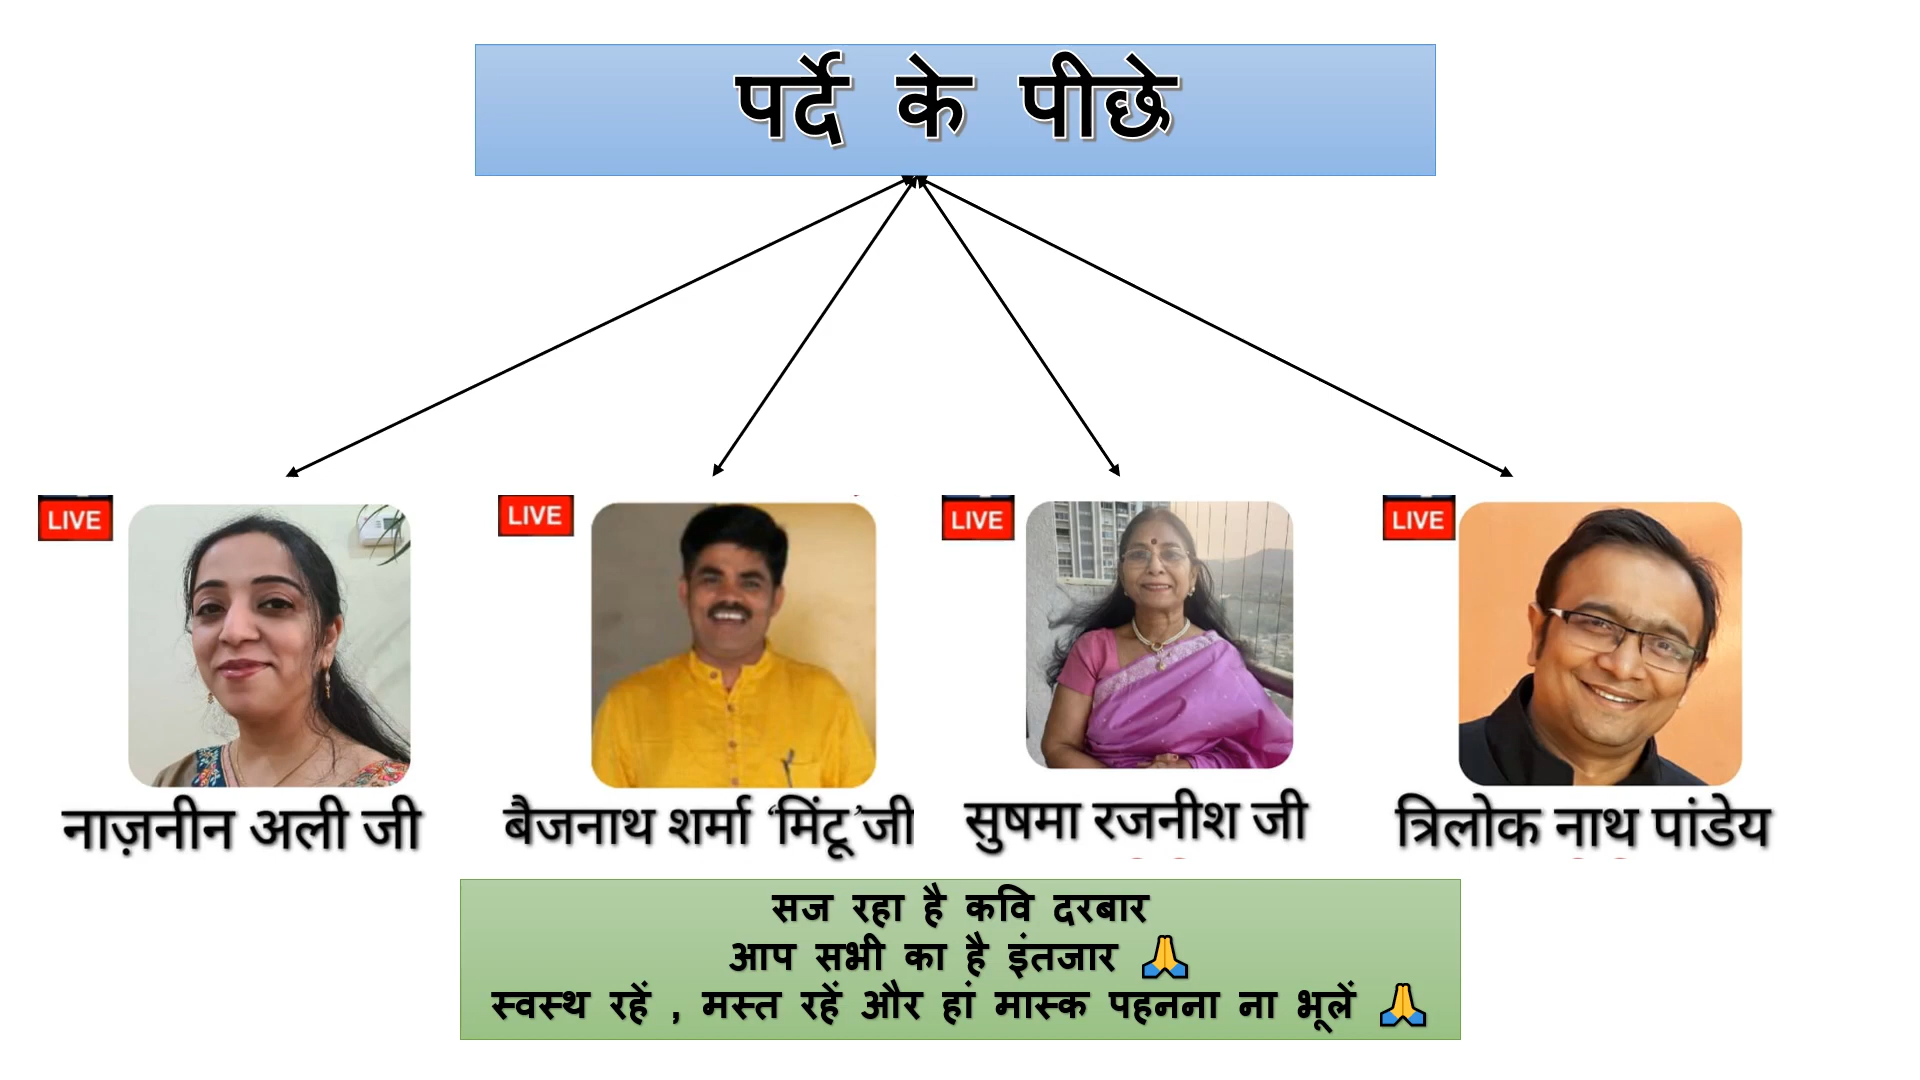 पर्दे के पीछे
LIVE
LIVE
LIVE
LIVE
नाज़नीन अली जी
बैजनाथ शर्मा ‘मिंटू’जी
सुषमा रजनीश जी
त्रिलोक नाथ पांडेय
सज रहा है कवि दरबार
आप सभी का है इंतजार 🙏
स्वस्थ रहें , मस्त रहें और हां मास्क पहनना ना भूलें 🙏